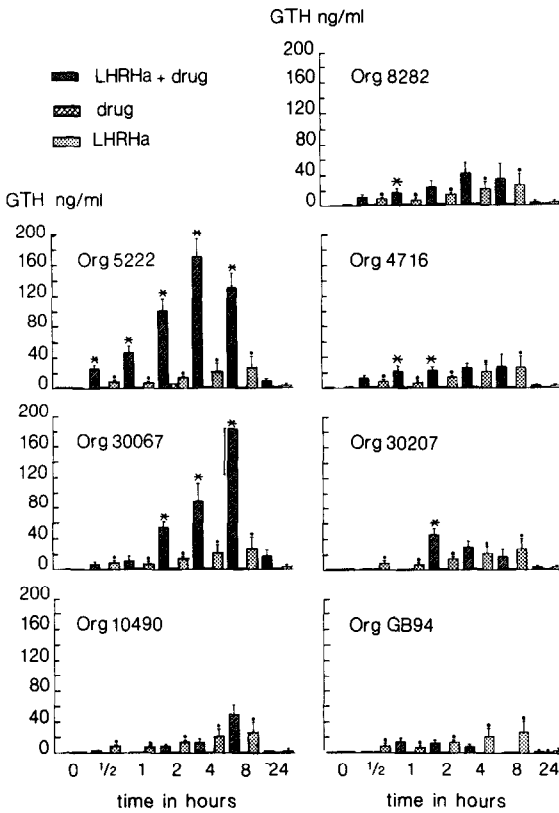 GTH ng/ml
LHRHa + drug
drug
LHRHa
200
160
120
80
40
0
Org 8282
*
GTH ng/ml
200
160
120
80
40
0
Org 5222
* * * * *
Org 4716
* *
200
160
120
80
40
0
Org 30067
* * *
Org 30207
*
200
160
120
80
40
0
Org 10490
Org GB94
0 ½ 1 2 4 8 24
time in hours
0 ½ 1 2 4 8 24
time in hours